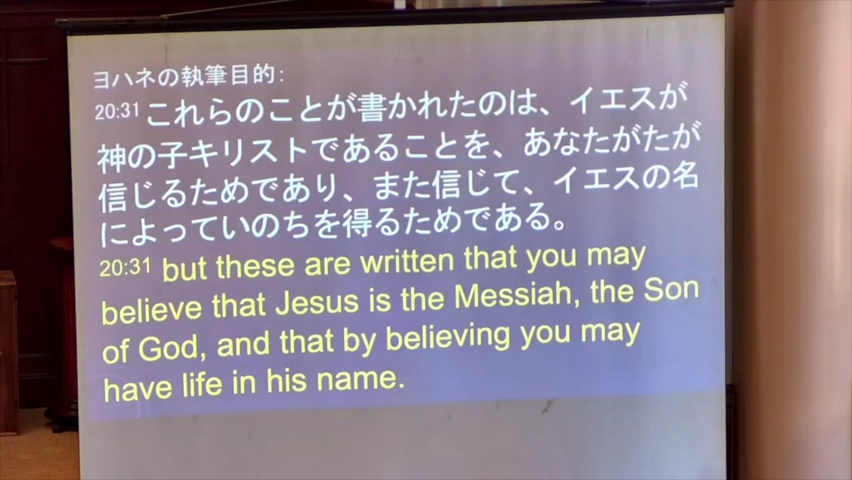 ヨハネの執筆目的:
20:31 これらのことが書かれたのは、イエスが
神の子キリストであることを、あなたがたが
信じるためであり、また信じて、イエスの名
によっていのちを得るためである。
20:31 but these are written that you may
believe that Jesus is the Messiah, the Son
of God, and that by believing you may
have life in his name.